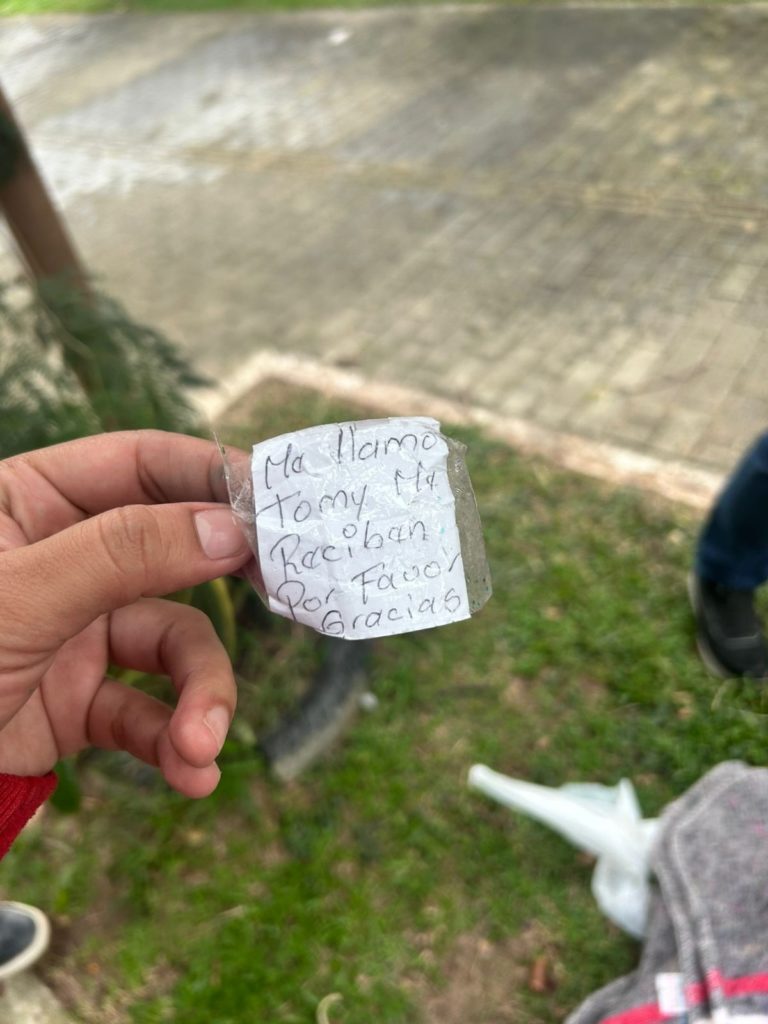 Me llamo
Tomy Me
Reciban
Por Favor
Gracias